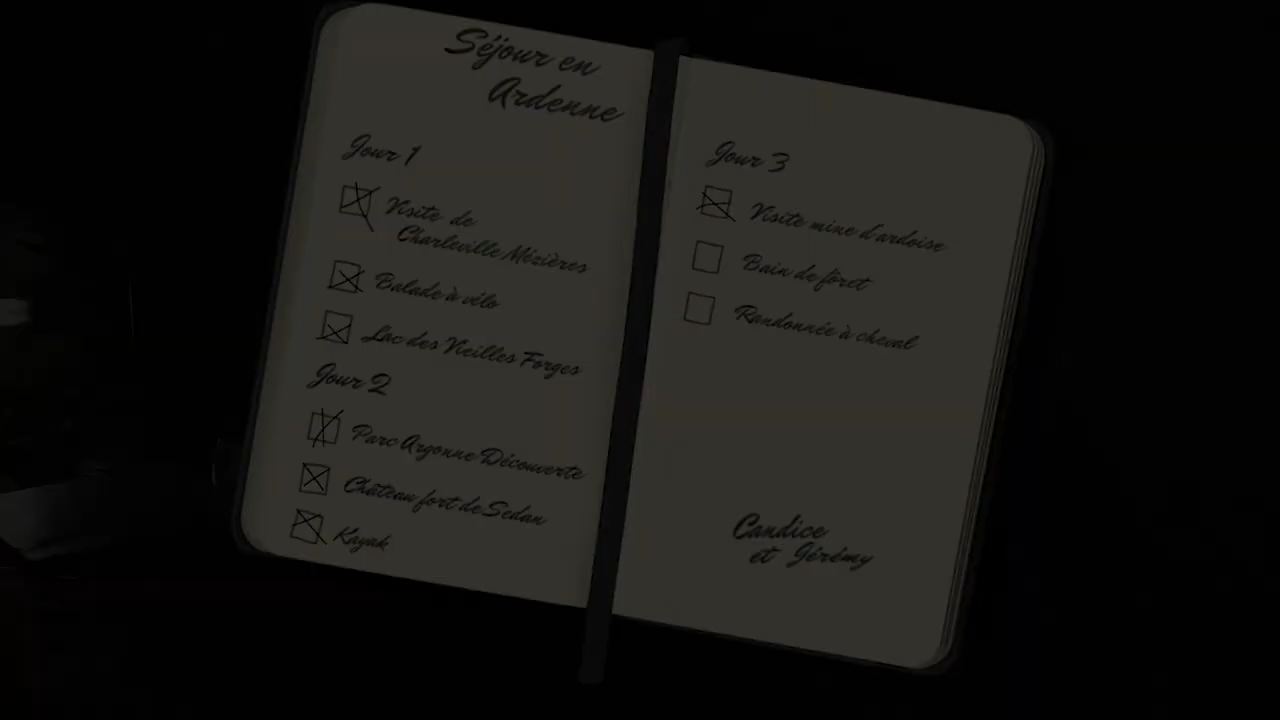 Séjour en
Ardenne
Jour 1
Visite de
Charleville Mézières
Balade à vélo
Lac des Vieilles Forges
Jour 2
Parc Argonne Découverte
Château fort de Sedan
Kayak
Jour 3
Visite mine d'ardoise
Bain de fôret
Randonnée à cheval
Candice
et Jérémy